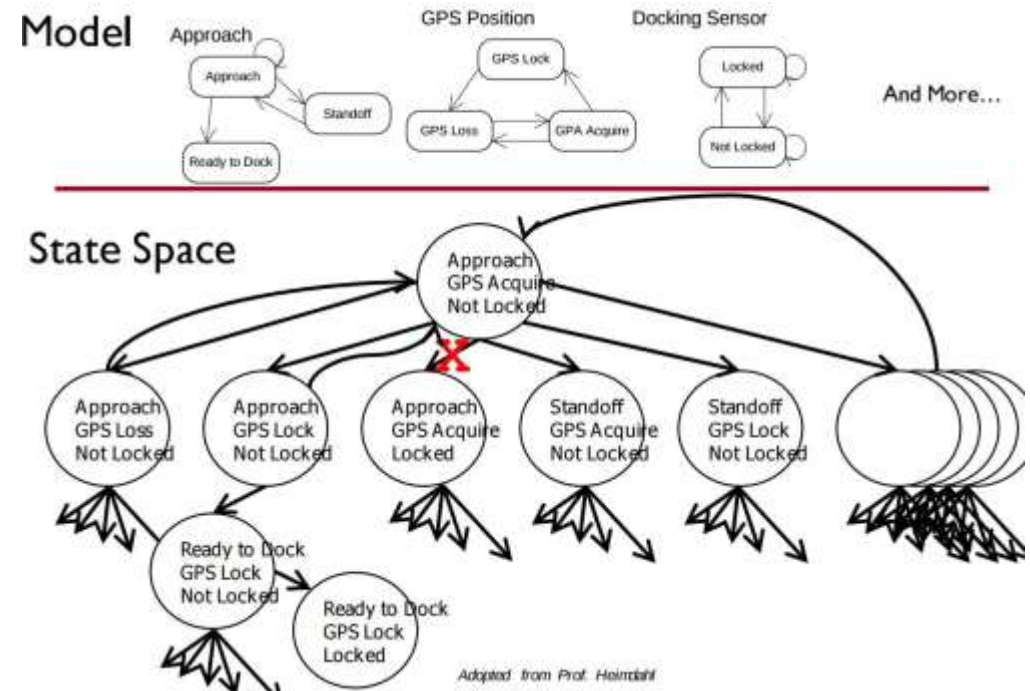 Model
Approach
GPS Position
Docking Sensor
Approach
Standoff
Ready to Dock
GPS Lock
GPS Loss
GPA Acquire
Locked
Not Locked
And More...
State Space
Approach
GPS Acquire
Not Locked
X
Approach
GPS Loss
Not Locked
Approach
GPS Lock
Not Locked
Approach
GPS Acquire
Locked
Standoff
GPS Acquire
Not Locked
Standoff
GPS Lock
Not Locked
Ready to Dock
GPS Lock
Not Locked
Ready to Dock
GPS Lock
Locked
Adopted from Prof. Heimdahl